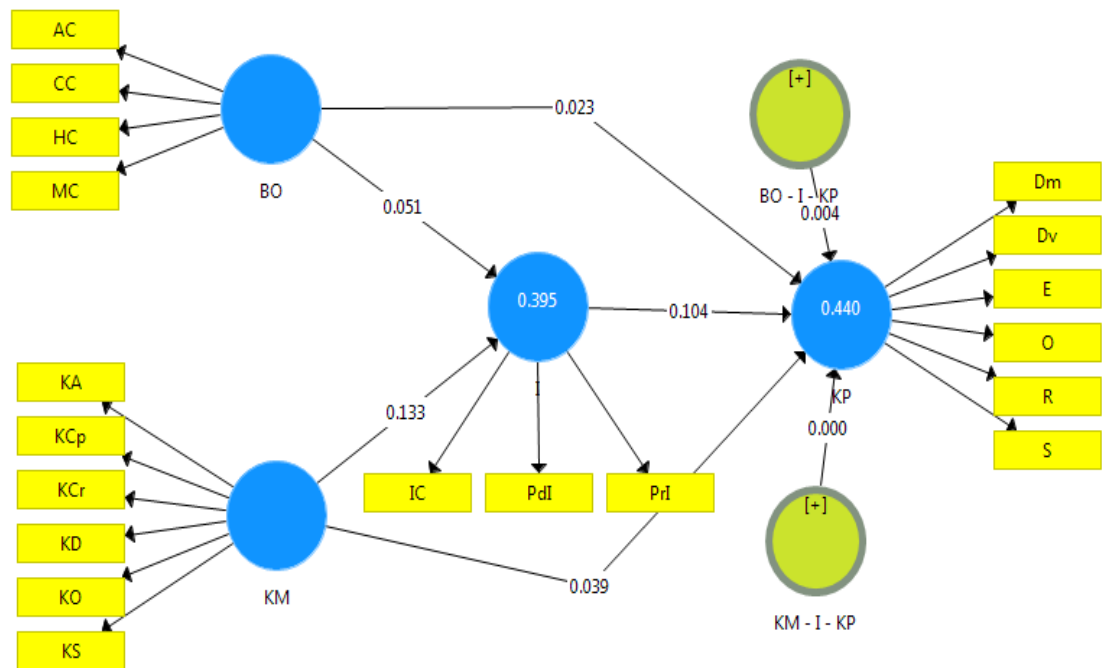 AC
CC
HC
MC
BO
0.023
0.051
[+]
BO - I - KP
0.004
Dm
Dv
E
O
R
S
0.395
I
0.104
0.440
KP
KA
KCp
KCr
KD
KO
KS
KM
0.133
IC
PdI
PrI
0.039
0.000
[+]
KM - I - KP